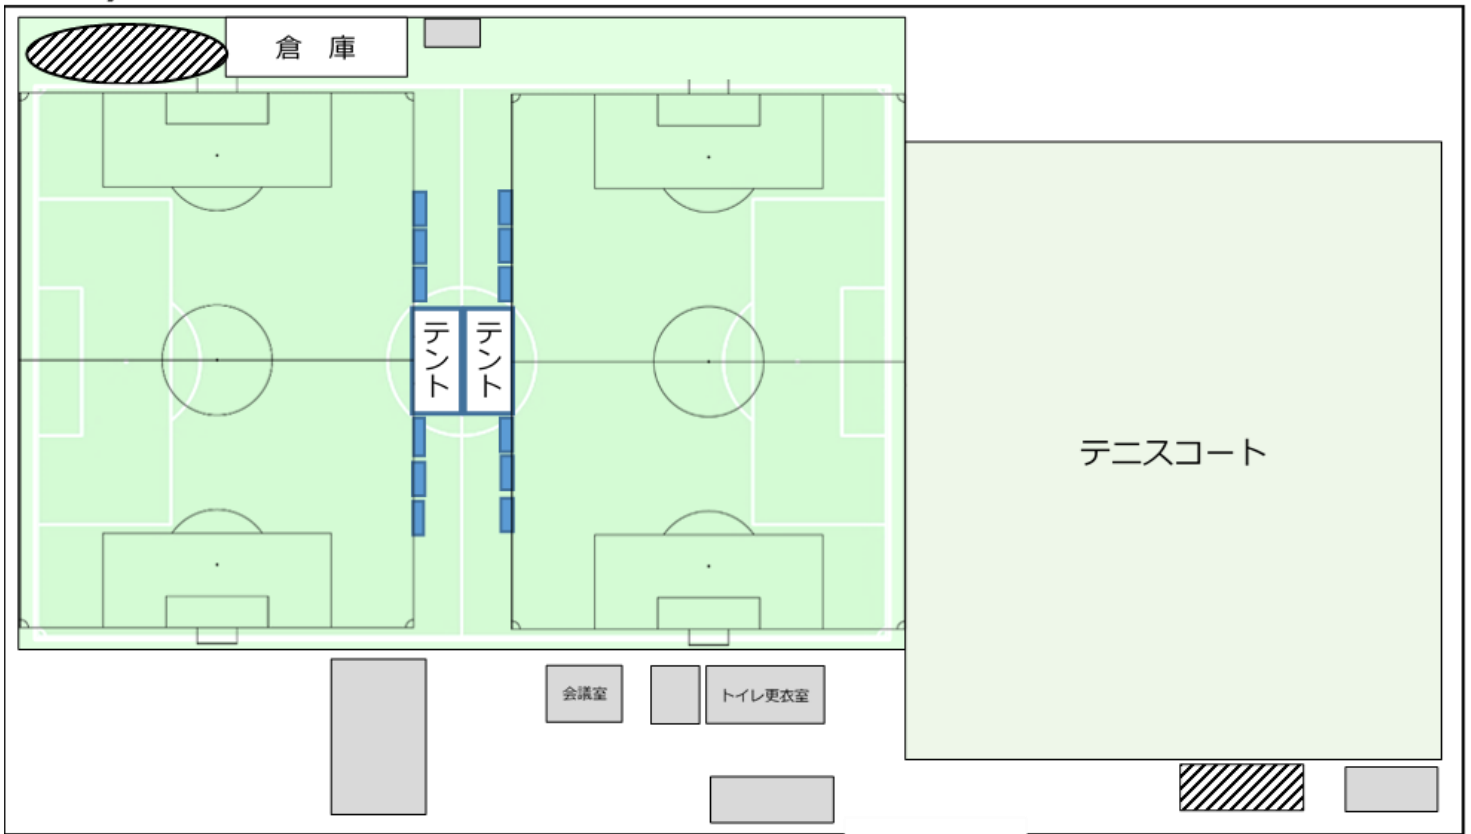 倉　庫
テント
テント
テニスコート
会議室
トイレ更衣室